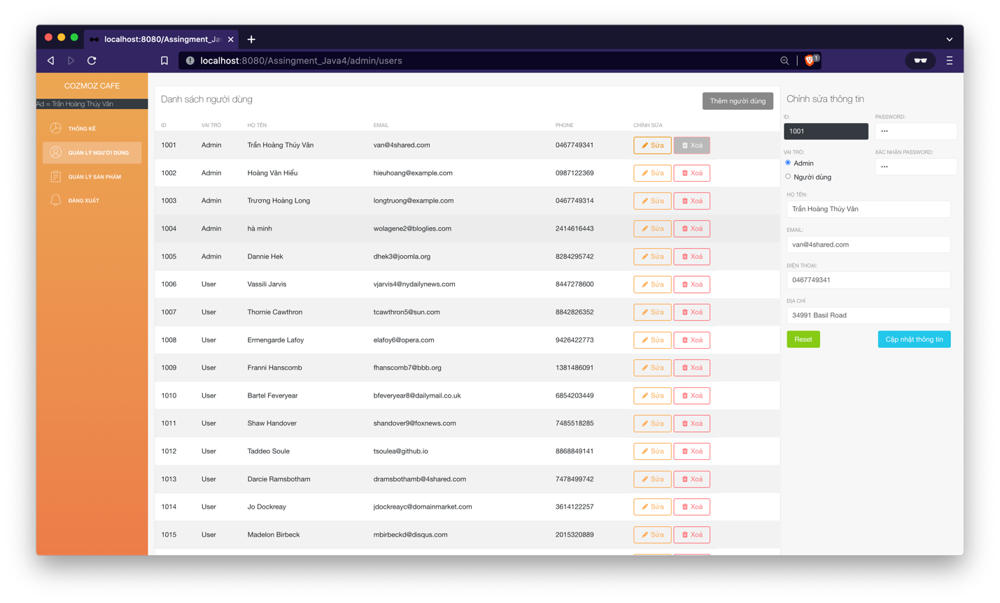 localhost:8080/Assingment_Ja
localhost:8080/Assingment_Java4/admin/users
1
COZMOZ CAFE
Ad = Trần Hoàng Thúy Vân
THỐNG KÊ
QUẢN LÝ NGƯỜI DÙNG
QUẢN LÝ SẢN PHẨM
ĐĂNG XUẤT
Danh sách người dùng
Thêm người dùng
ID VAI TRÒ HỌ TÊN EMAIL PHONE CHỈNH SỬA
1001 Admin Trần Hoàng Thúy Vân van@4shared.com 0467749341 Sửa Xoá
1002 Admin Hoàng Văn Hiếu hieuhoang@example.com 0987122369 Sửa Xoá
1003 Admin Trương Hoàng Long longtruong@example.com 0467749314 Sửa Xoá
1004 Admin hà minh wolagene2@bloglies.com 2414616443 Sửa Xoá
1005 Admin Dannie Hek dhek3@joomla.org 8284295742 Sửa Xoá
1006 User Vassili Jarvis vjarvis4@nydailynews.com 8447278600 Sửa Xoá
1007 User Thornie Cawthron tcawthron5@sun.com 8842826352 Sửa Xoá
1008 User Ermengarde Lafoy elafoy6@opera.com 9426422773 Sửa Xoá
1009 User Franni Hanscomb fhanscomb7@bbb.org 1381486091 Sửa Xoá
1010 User Bartel Feveryear bfeveryear8@dailymail.co.uk 6854203449 Sửa Xoá
1011 User Shaw Handover shandover9@foxnews.com 7485518285 Sửa Xoá
1012 User Taddeo Soule tsoulea@github.io 8868849141 Sửa Xoá
1013 User Darcie Ramsbotham dramsbothamb@4shared.com 7478499742 Sửa Xoá
1014 User Jo Dockreay jdockreayc@domainmarket.com 3614122257 Sửa Xoá
1015 User Madelon Birbeck mbirbeckd@disqus.com 2015320889 Sửa Xoá
Chỉnh sửa thông tin
ID: PASSWORD:
1001 •••
VAI TRÒ: XÁC NHẬN PASSWORD:
Admin •••
Người dùng
HỌ TÊN:
Trần Hoàng Thúy Vân
EMAIL:
van@4shared.com
ĐIỆN THOẠI:
0467749341
ĐỊA CHỈ
34991 Basil Road
Reset Cập nhật thông tin